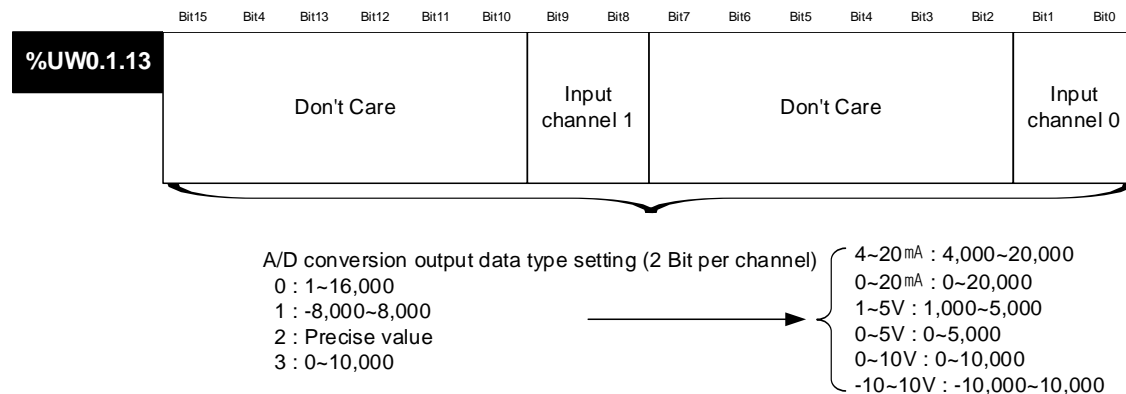 Bit15 Bit4 Bit13 Bit12 Bit11 Bit10 Bit9 Bit8 Bit7 Bit6 Bit5 Bit4 Bit3 Bit2 Bit1 Bit0
%UW0.1.13
Don't Care
Input
channel 1
Don't Care
Input
channel 0
A/D conversion output data type setting (2 Bit per channel)
0 : 1~16,000
1 : -8,000~8,000
2 : Precise value
3 : 0~10,000
4~20㎃ : 4,000~20,000
0~20㎃ : 0~20,000
1~5V : 1,000~5,000
0~5V : 0~5,000
0~10V : 0~10,000
-10~10V : -10,000~10,000